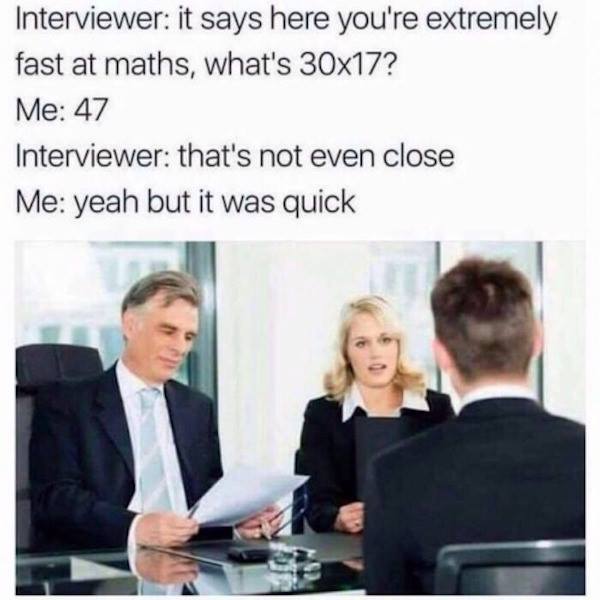 Interviewer: it says here you're extremely
fast at maths, what's 30x17?
Me: 47
Interviewer: that's not even close
Me: yeah but it was quick